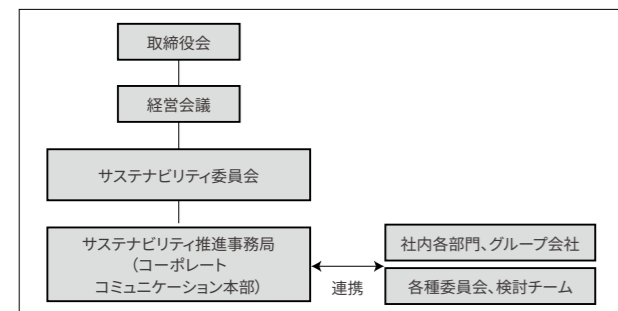 取締役会
経営会議
サステナビリティ委員会
サステナビリティ推進事務局
（コーポレート
コミュニケーション本部）
連携
社内各部門、グループ会社
各種委員会、検討チーム